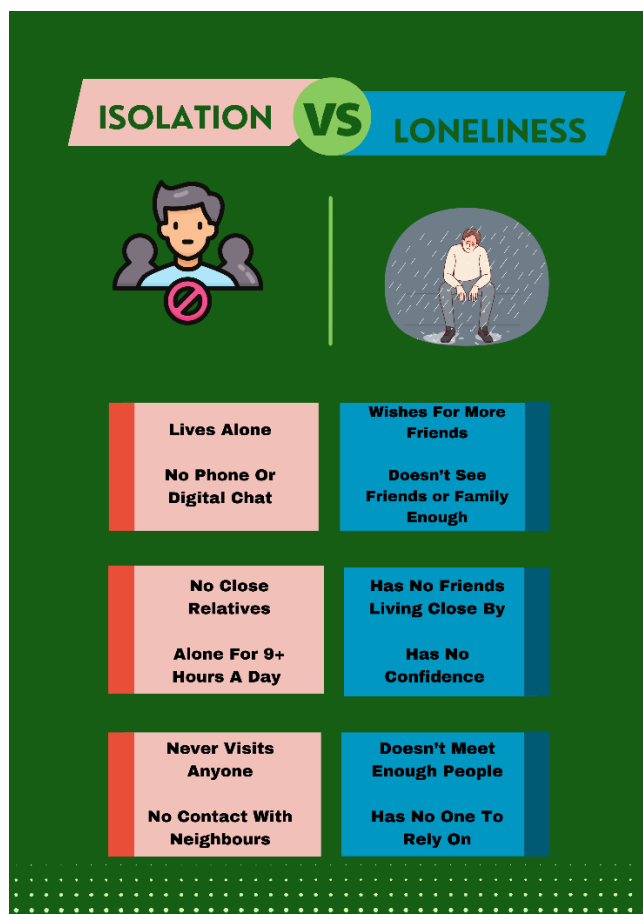 ISOLATION VS LONELINESS
Lives Alone
No Phone Or
Digital Chat
Wishes For More
Friends
Doesn't See
Friends or Family
Enough
No Close
Relatives
Alone For 9+
Hours A Day
Has No Friends
Living Close By
Has No
Confidence
Never Visits
Anyone
No Contact With
Neighbours
Doesn't Meet
Enough People
Has No One To
Rely On